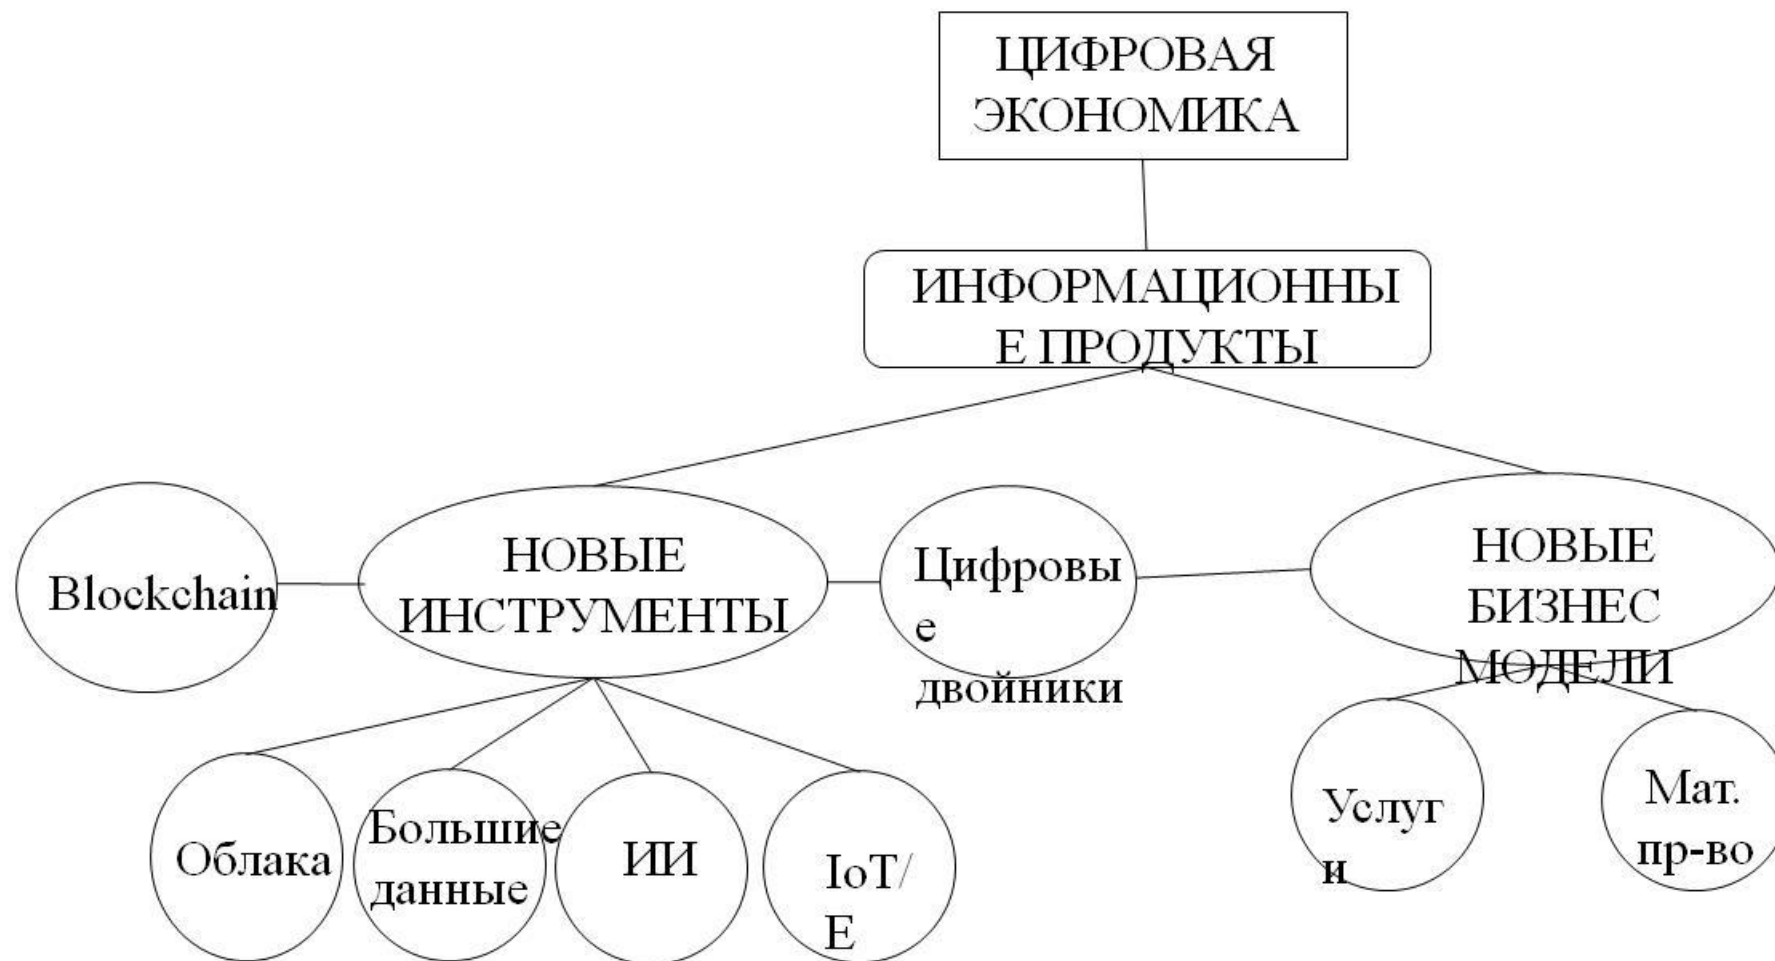 ЦИФРОВАЯ
ЭКОНОМИКА
ИНФОРМАЦИОННЫ
Е ПРОДУКТЫ
Blockchain
НОВЫЕ
ИНСТРУМЕНТЫ
Цифровы
е
двойники
НОВЫЕ
БИЗНЕС
МОДЕЛИ
Облака
Большие
данные
ИИ
IoT/
E
Услуг
и
Мат.
пр-во